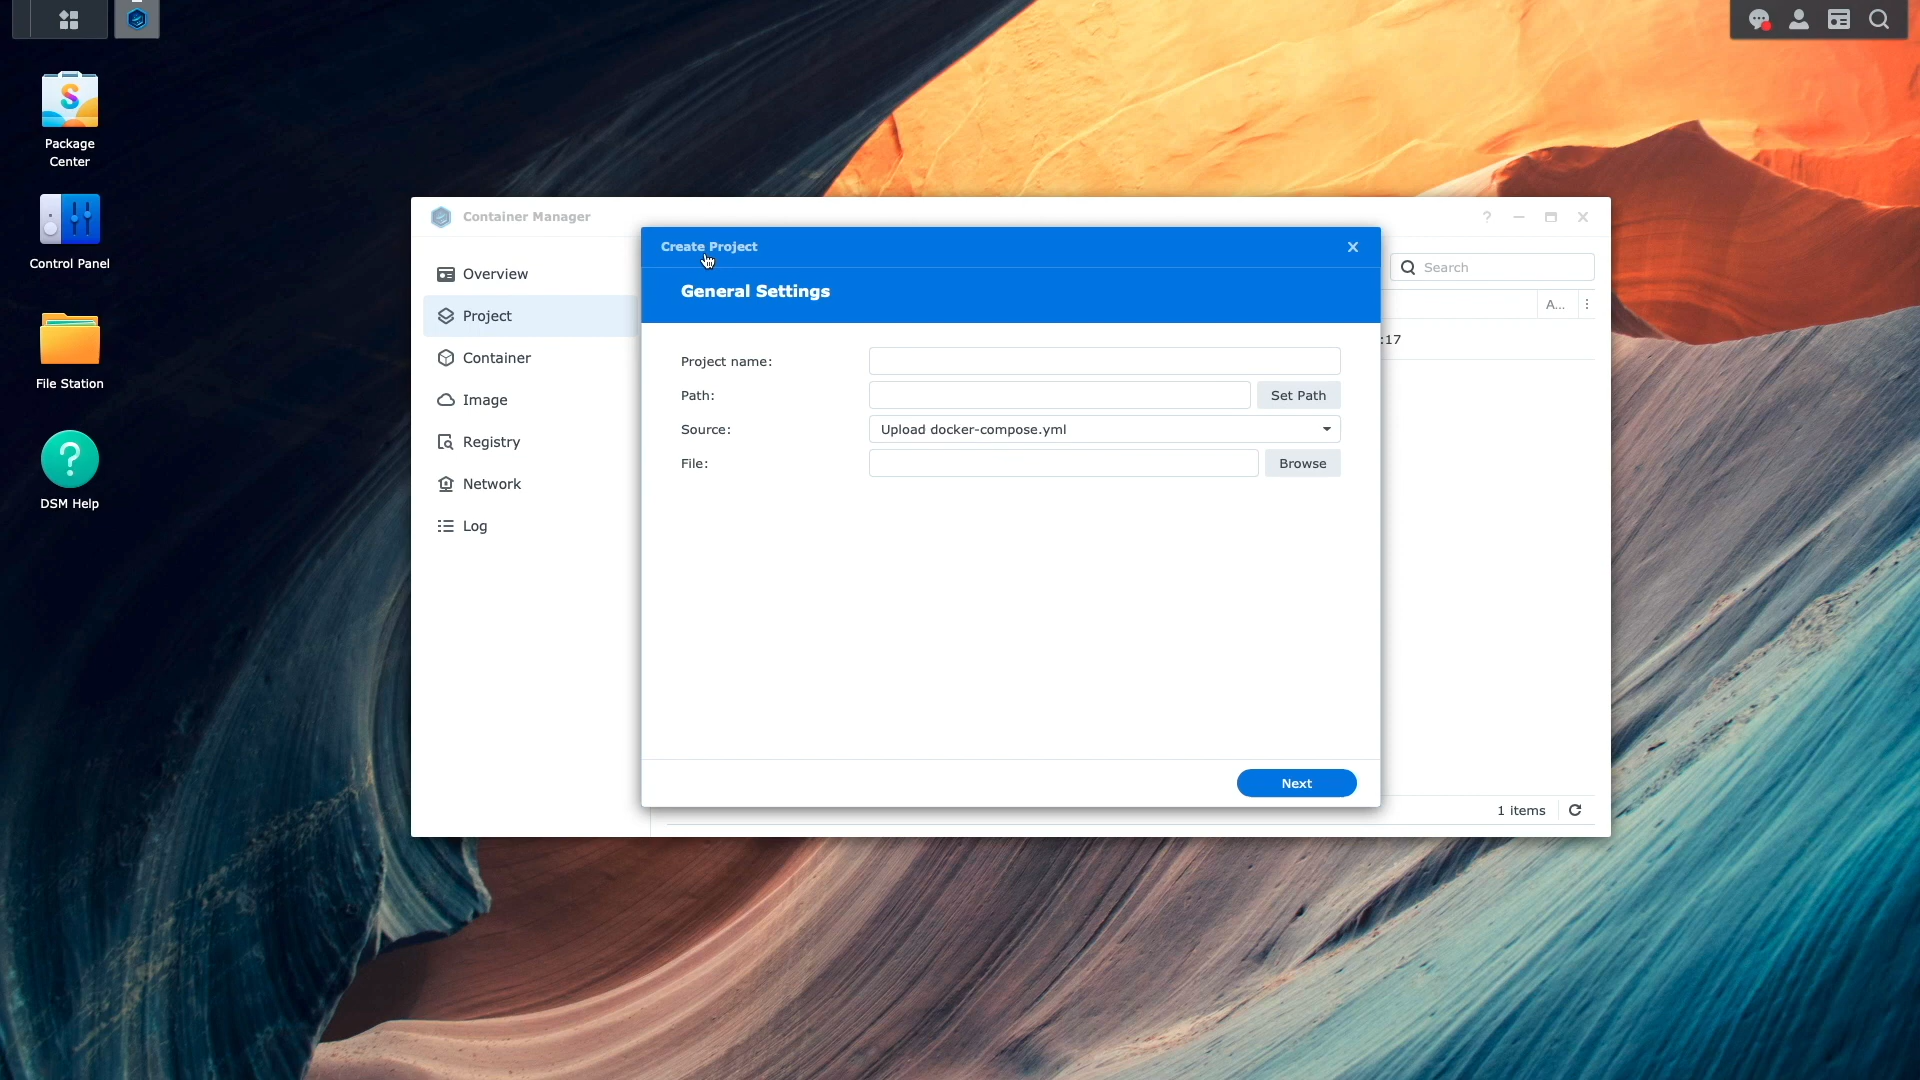 Package
Center
Control Panel
File Station
DSM Help
Container Manager
Overview
Project
Container
Image
Registry
Network
Log
Search
A...
:17
1 items
Create Project
General Settings
Project name:
Path:
Set Path
Source:
Upload docker-compose.yml
File:
Browse
Next